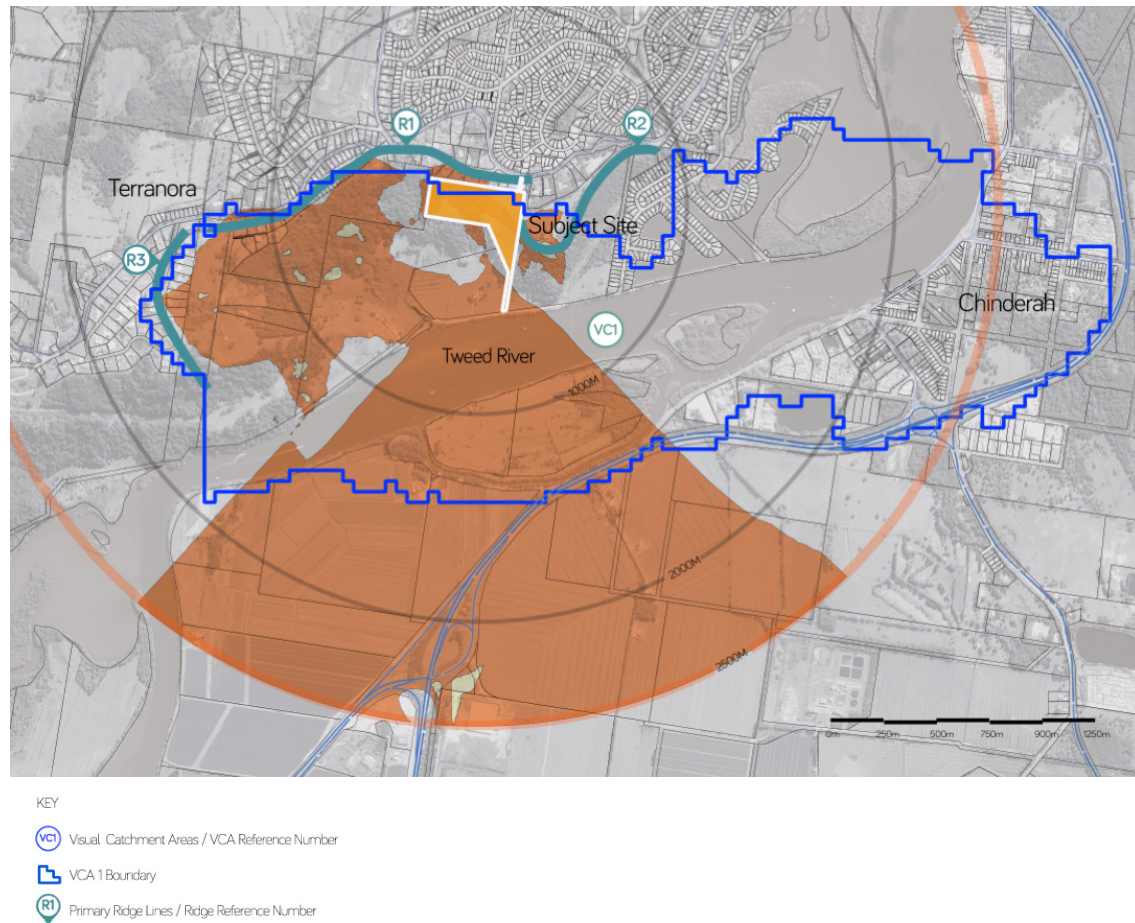 R1
R2
Terranora
Subject Site
R3
Chinderah
VC1
Tweed River
1000M
2000M
2500M
0m 250m 500m 750m 900m 1250m
KEY
VC1 Visual Catchment Areas / VCA Reference Number
VCA 1 Boundary
R1 Primary Ridge Lines / Ridge Reference Number